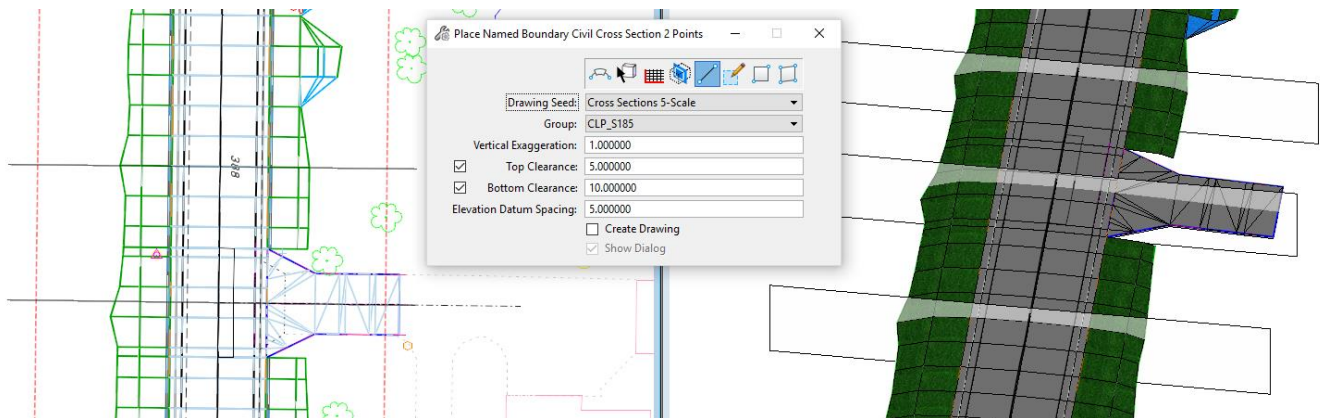 Place Named Boundary Civil Cross Section 2 Points
Drawing Seed: Cross Sections 5-Scale
Group: CLP_S185
Vertical Exaggeration: 1.000000
Top Clearance: 5.000000
Bottom Clearance: 10.000000
Elevation Datum Spacing: 5.000000
Create Drawing
Show Dialog
388